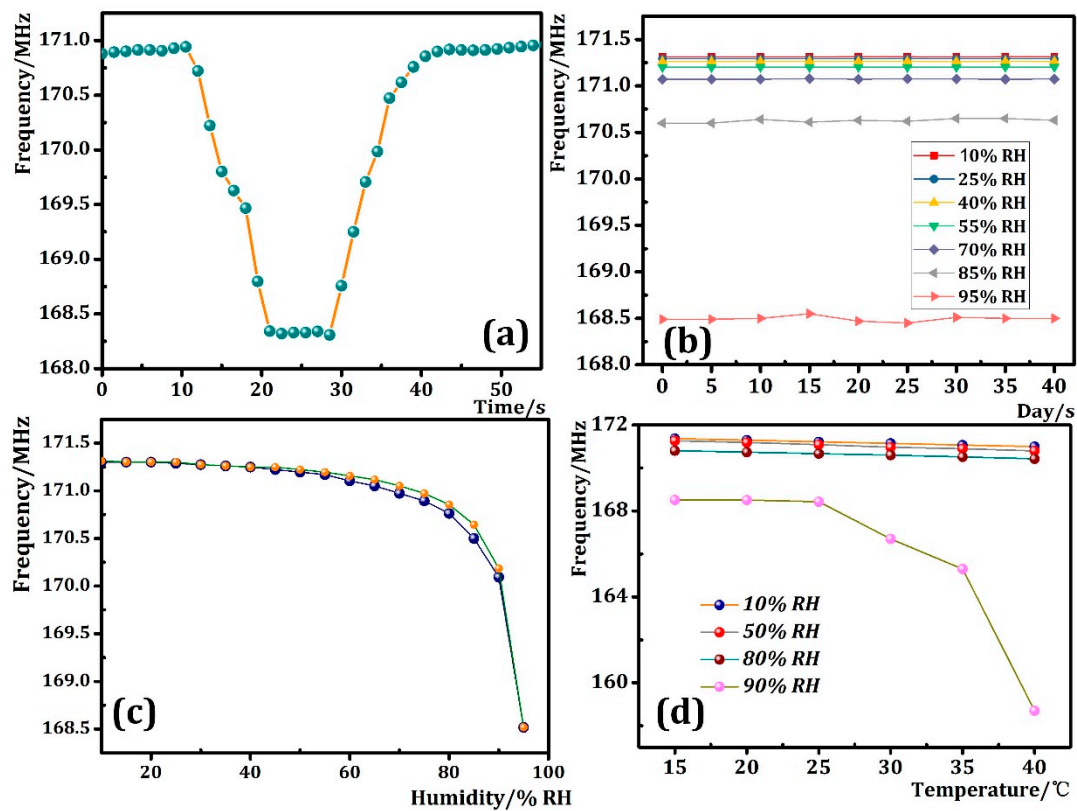 Frequency/MHz
171.0
170.5
170.0
169.5
169.0
168.5
168.0
0 10 20 30 40 50
Time/s
(a)
Frequency/MHz
171.5
171.0
170.5
170.0
169.5
169.0
168.5
168.0
10% RH
25% RH
40% RH
55% RH
70% RH
85% RH
95% RH
(b)
0 5 10 15 20 25 30 35 40
Day/s
Frequency/MHz
171.5
171.0
170.5
170.0
169.5
169.0
168.5
(c)
20 40 60 80 100
Humidity/% RH
Frequency/MHz
172
168
164
160
10% RH
50% RH
80% RH
90% RH
(d)
15 20 25 30 35 40
Temperature/℃